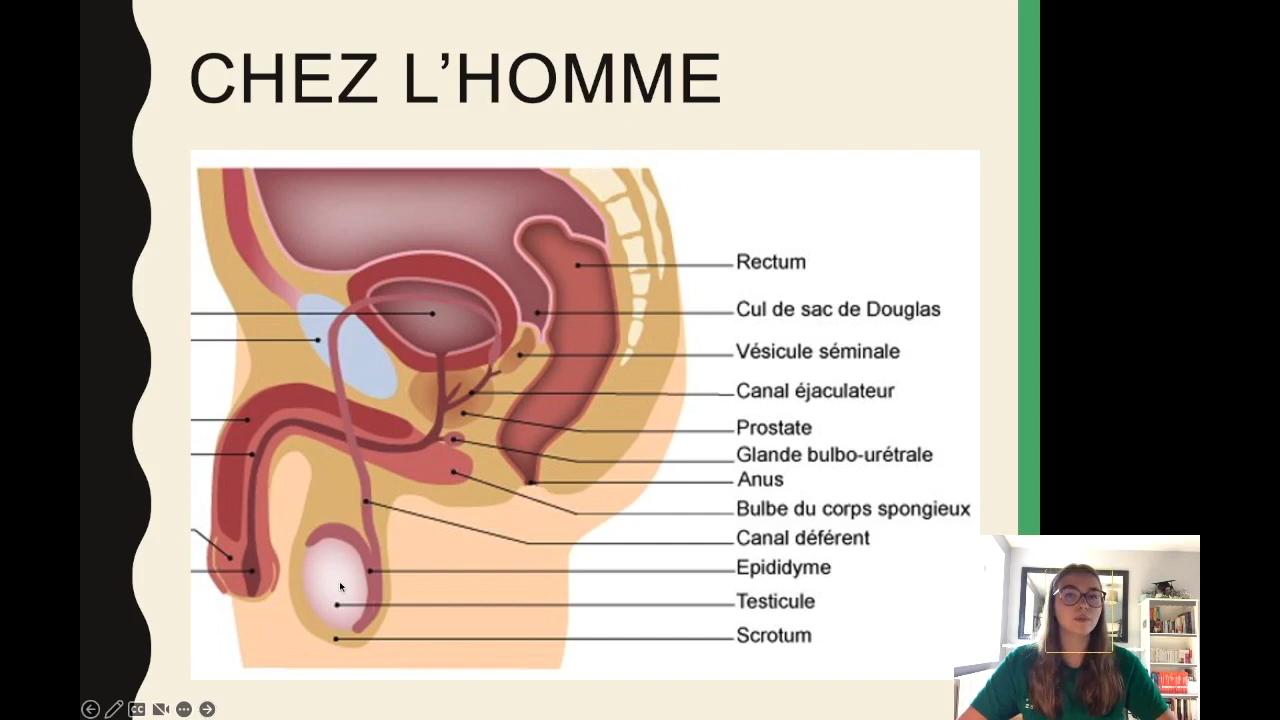 CHEZ L’HOMME
Rectum
Cul de sac de Douglas
Vésicule séminale
Canal éjaculateur
Prostate
Glande bulbo-urétrale
Anus
Bulbe du corps spongieux
Canal déférent
Epididyme
Testicule
Scrotum
CC